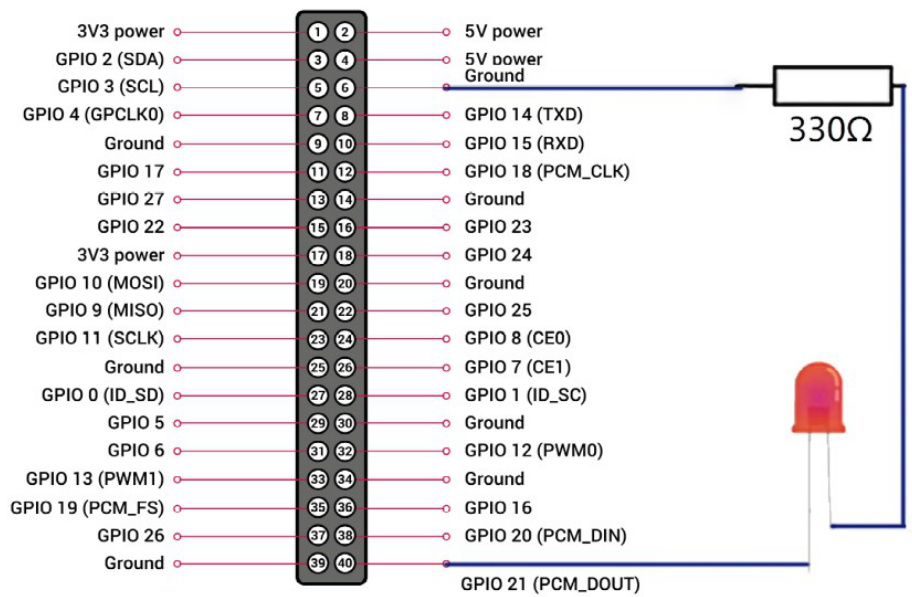 3V3 power 1 2 5V power
GPIO 2 (SDA) 3 4 5V power
Ground
GPIO 3 (SCL) 5 6
330Ω
GPIO 4 (GPCLK0) 7 8 GPIO 14 (TXD)
Ground 9 10 GPIO 15 (RXD)
GPIO 17 11 12 GPIO 18 (PCM_CLK)
GPIO 27 13 14 Ground
GPIO 22 15 16 GPIO 23
3V3 power 17 18 GPIO 24
GPIO 10 (MOSI) 19 20 Ground
GPIO 9 (MISO) 21 22 GPIO 25
GPIO 11 (SCLK) 23 24 GPIO 8 (CE0)
Ground 25 26 GPIO 7 (CE1)
GPIO 0 (ID_SD) 27 28 GPIO 1 (ID_SC)
GPIO 5 29 30 Ground
GPIO 6 31 32 GPIO 12 (PWM0)
GPIO 13 (PWM1) 33 34 Ground
GPIO 19 (PCM_FS) 35 36 GPIO 16
GPIO 26 37 38 GPIO 20 (PCM_DIN)
Ground 39 40
GPIO 21 (PCM_DOUT)